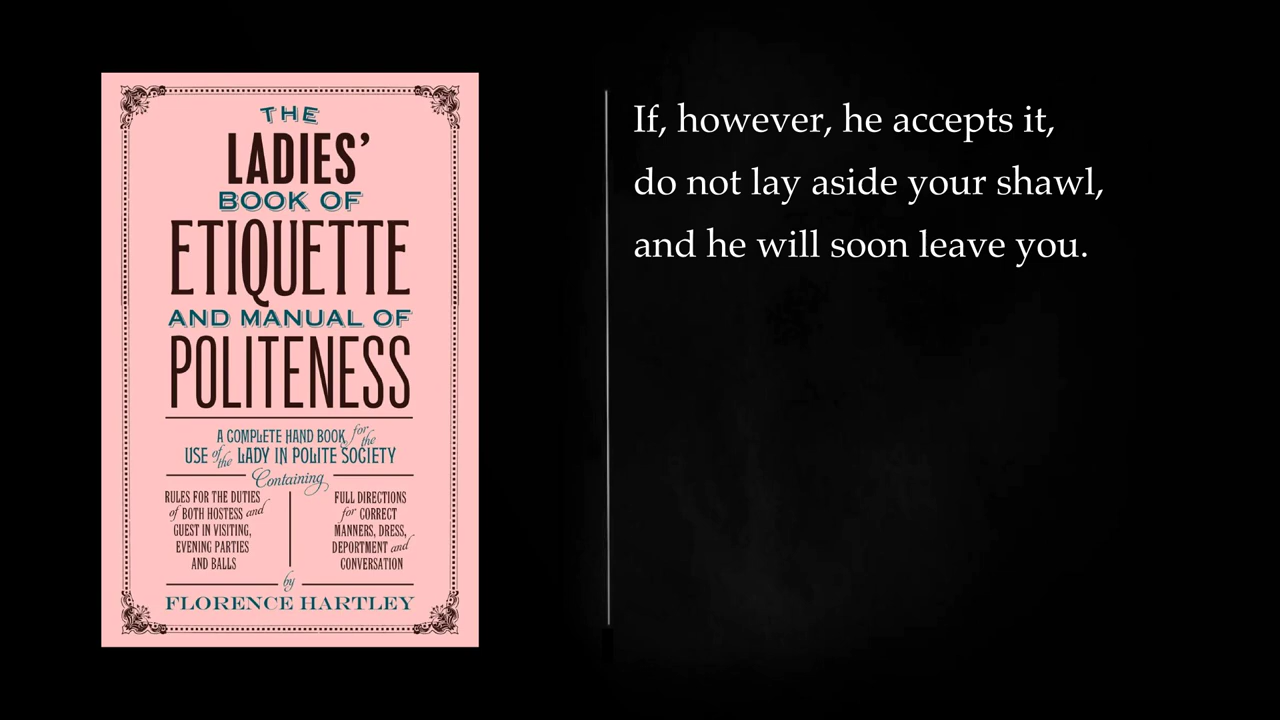 THE
LADIES'
BOOK OF
ETIQUETTE
AND MANUAL OF
POLITENESS
A COMPLETE HAND BOOK for the
USE of the LADY IN POLITE SOCIETY
Containing
RULES FOR THE DUTIES
of BOTH HOSTESS and
GUEST IN VISITING,
EVENING PARTIES
AND BALLS
FULL DIRECTIONS
for CORRECT
MANNERS, DRESS,
DEPORTMENT and
CONVERSATION
by
FLORENCE HARTLEY
If, however, he accepts it,
do not lay aside your shawl,
and he will soon leave you.